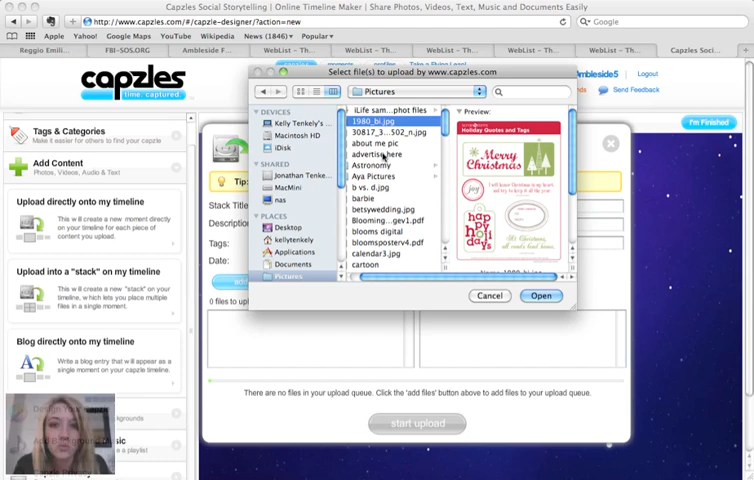 Capzles Social Storytelling | Online Timeline Maker | Share Photos, Videos, Text, Music and Documents Easily
http://www.capzles.com/#/capzle-designer/?action=new
Google
Apple Yahoo! Google Maps YouTube Wikipedia News (1846) Popular
Reggio Emili... FBI-SOS.ORG Ambleside F... WebList – Th... WebList – Th... WebList – Th... WebList – Th... Capzles Soci...
capzles
time. captured.
Ambleside5 Logout
Send Feedback
I'm Finished
Select file(s) to upload by www.capzles.com
Pictures
DEVICES
Kelly Tenkely's ...
Macintosh HD
iDisk
SHARED
Jonathan Tenke...
MacMini
nas
PLACES
Desktop
kellytenkely
Applications
Documents
Pictures
iLife sam...phot files
1980_bi.jpg
30817_3...502_n.jpg
about me pic
advertise here
Astronomy
Aya Pictures
b vs. d.jpg
barbie
betsywedding.jpg
Blooming...gev1.pdf
blooms digital
bloomsposterv4.pdf
calendar3.jpg
cartoon
Preview:
Holiday Quotes and Tags
Merry Christmas
joy
happy holidays
Name 1980_bi.jpg
Cancel Open
Tags & Categories
Make it easier for others to find your capzle
Add Content
Photos, Videos, Audio & Text
Upload directly onto my timeline
This will create a new moment directly on your timeline for each piece of content you upload.
Upload into a "stack" on my timeline
This will create a new "stack" on your timeline, which lets you place multiple files in a single moment.
Blog directly onto my timeline
Write a blog entry that will appear as a single moment on your capzle timeline.
Tip:
Stack Title
Description
Tags:
Date:
0 files to uplo
There are no files in your upload queue. Click the 'add files' button above to add files to your upload queue.
start upload